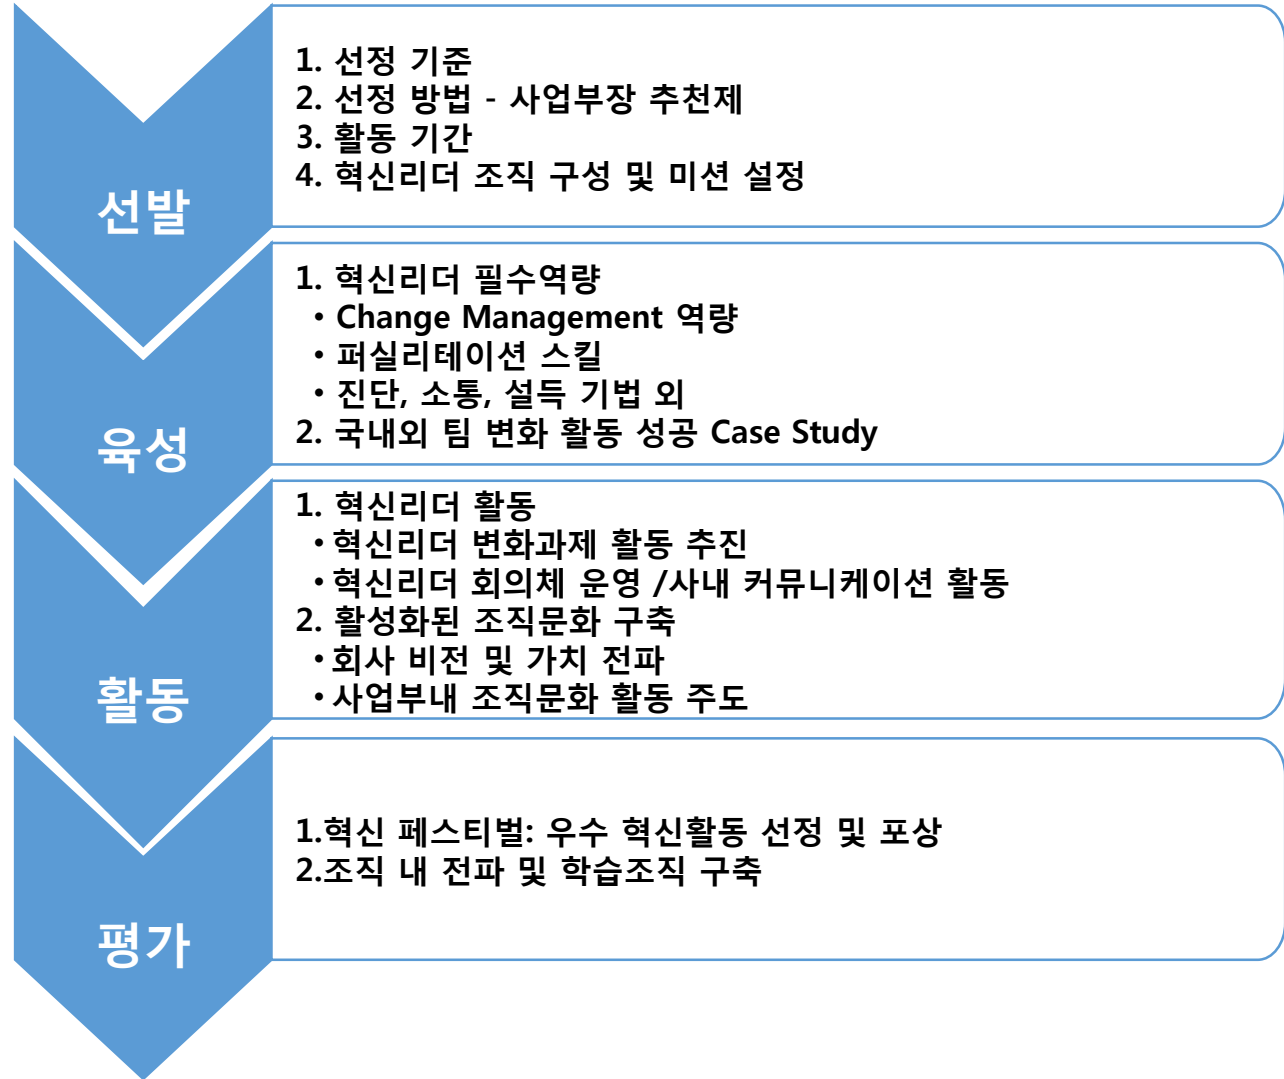 선발
1. 선정 기준
2. 선정 방법 - 사업부장 추천제
3. 활동 기간
4. 혁신리더 조직 구성 및 미션 설정
육성
1. 혁신리더 필수역량
• Change Management 역량
• 퍼실리테이션 스킬
• 진단, 소통, 설득 기법 외
2. 국내외 팀 변화 활동 성공 Case Study
활동
1. 혁신리더 활동
• 혁신리더 변화과제 활동 추진
• 혁신리더 회의체 운영 /사내 커뮤니케이션 활동
2. 활성화된 조직문화 구축
• 회사 비전 및 가치 전파
• 사업부내 조직문화 활동 주도
평가
1.혁신 페스티벌: 우수 혁신활동 선정 및 포상
2.조직 내 전파 및 학습조직 구축